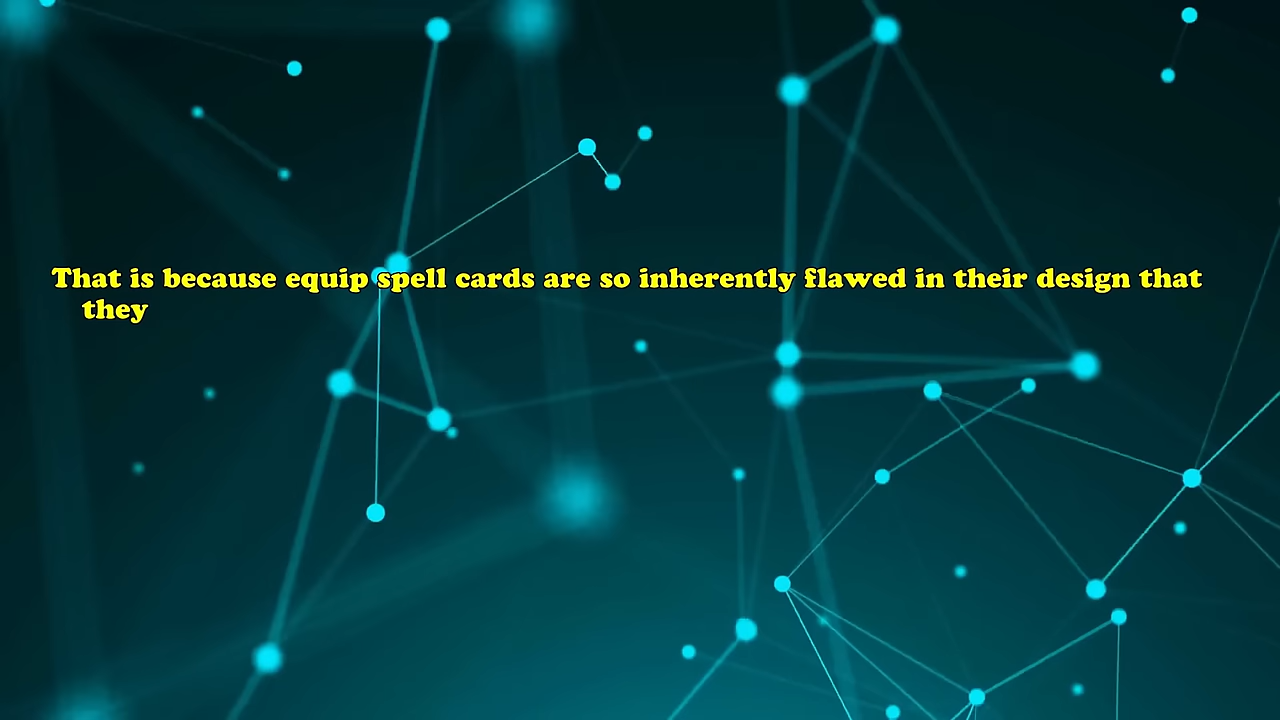 That is because equip spell cards are so inherently flawed in their design that
they